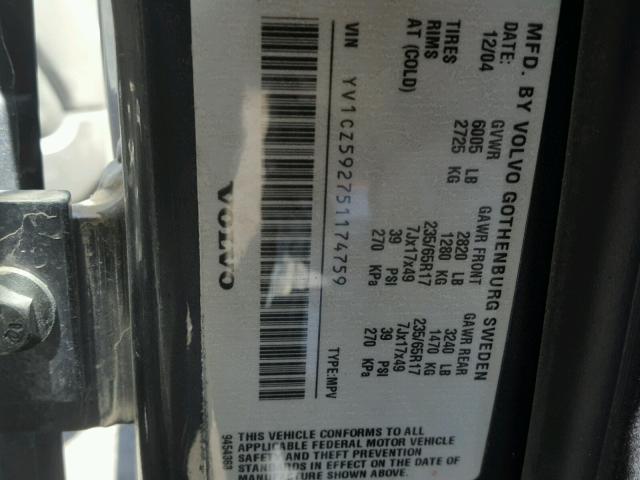 MFD. BY VOLVO GOTHENBURG SWEDEN
DATE: 12/04
GVWR
6005 LB
2725 KG
GAWR FRONT
2820 LB
1280 KG
GAWR REAR
3240 LB
1470 KG
TIRES 235/65R17 235/65R17
RIMS 7Jx17x49 7Jx17x49
AT (COLD) 39 PSI 39 PSI
270 KPa 270 KPa
VIN YV1CZ592751174759 TYPE:MPV
VOLVO
THIS VEHICLE CONFORMS TO ALL
APPLICABLE FEDERAL MOTOR VEHICLE
SAFETY AND THEFT PREVENTION
STANDARDS IN EFFECT ON THE DATE OF
MANUFACTURE SHOWN ABOVE.
9454363